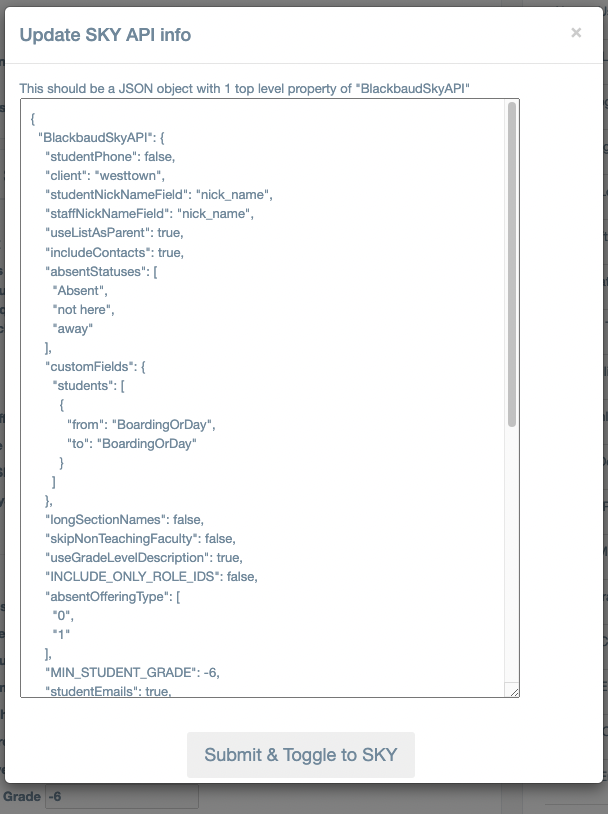 Update SKY API info
×
This should be a JSON object with 1 top level property of "BlackbaudSkyAPI"
{
"BlackbaudSkyAPI": {
"studentPhone": false,
"client": "westtown",
"studentNickNameField": "nick_name",
"staffNickNameField": "nick_name",
"useListAsParent": true,
"includeContacts": true,
"absentStatuses": [
"Absent",
"not here",
"away"
],
"customFields": {
"students": [
{
"from": "BoardingOrDay",
"to": "BoardingOrDay"
}
]
},
"longSectionNames": false,
"skipNonTeachingFaculty": false,
"useGradeLevelDescription": true,
"INCLUDE_ONLY_ROLE_IDS": false,
"absentOfferingType": [
"0",
"1"
],
"MIN_STUDENT_GRADE": -6,
"studentEmails": true,
Submit & Toggle to SKY
Grade -6